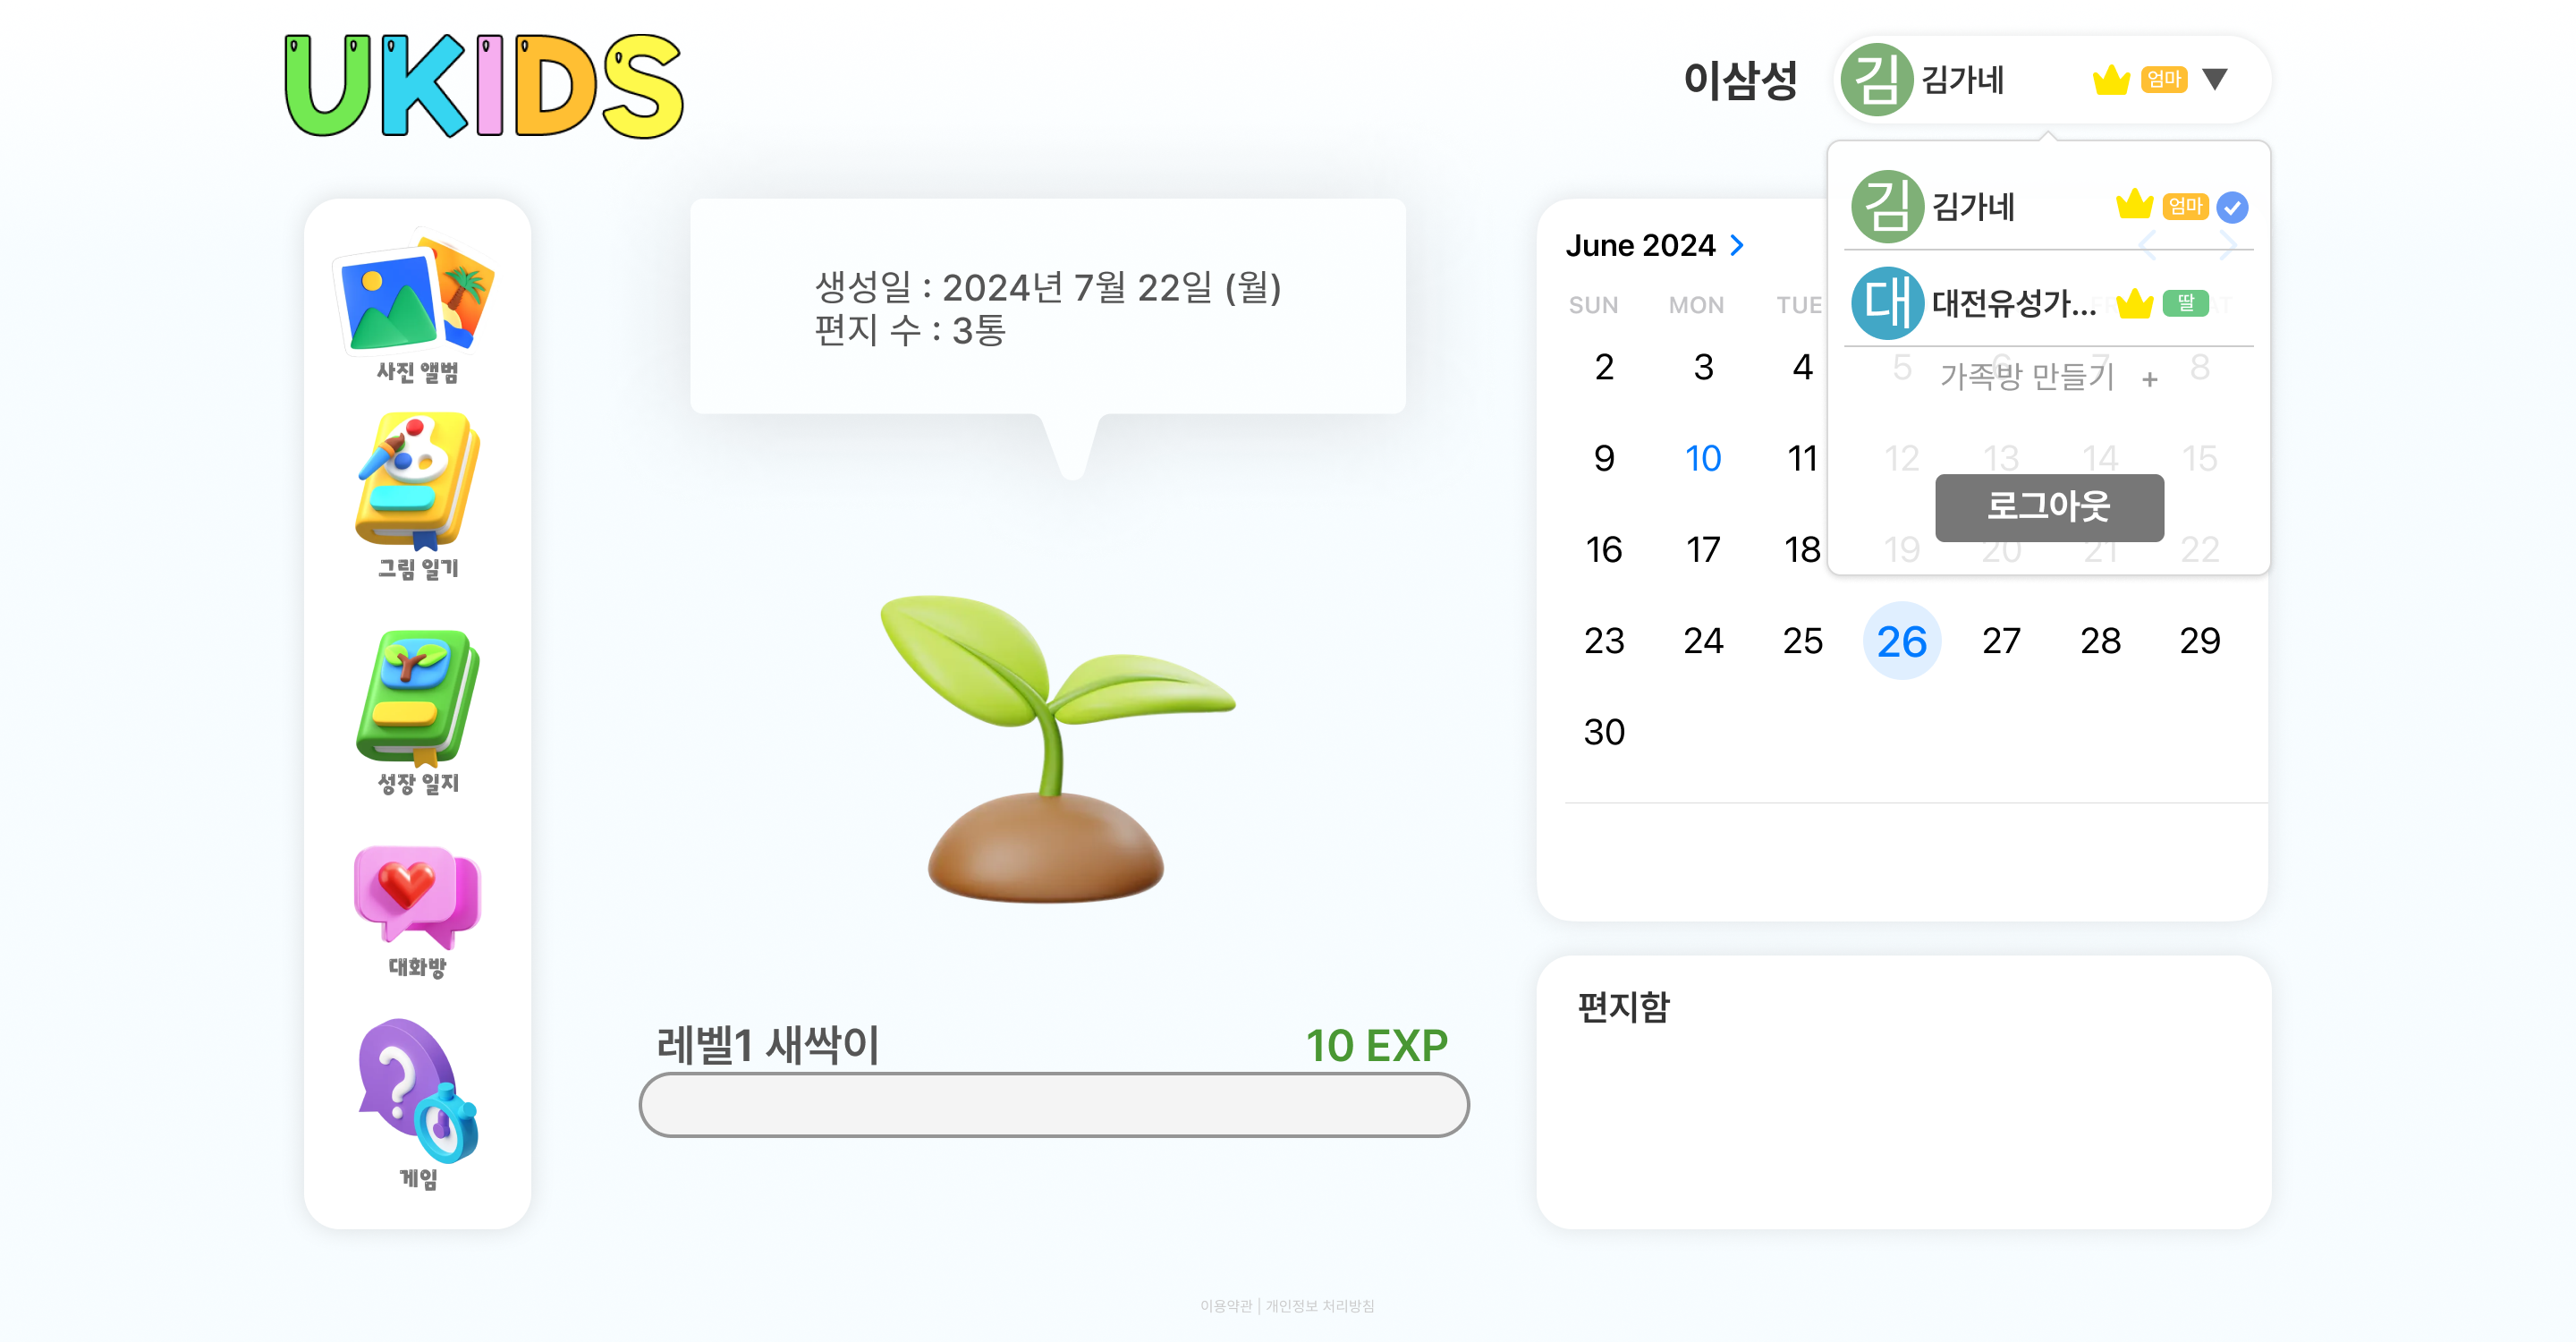 UKIDS
이삼성
김 김가네 엄마 ▼
김 김가네 엄마
대 대전유성가... 딸
가족방 만들기 +
로그아웃
사진 앨범
그림 일기
성장 일지
대화방
게임
생성일 : 2024년 7월 22일 (월)
편지 수 : 3통
레벨1 새싹이 10 EXP
June 2024
SUN MON TUE
2 3 4 5 6 7 8
9 10 11 12 13 14 15
16 17 18 19 20 21 22
23 24 25 26 27 28 29
30
편지함
이용약관 | 개인정보 처리방침